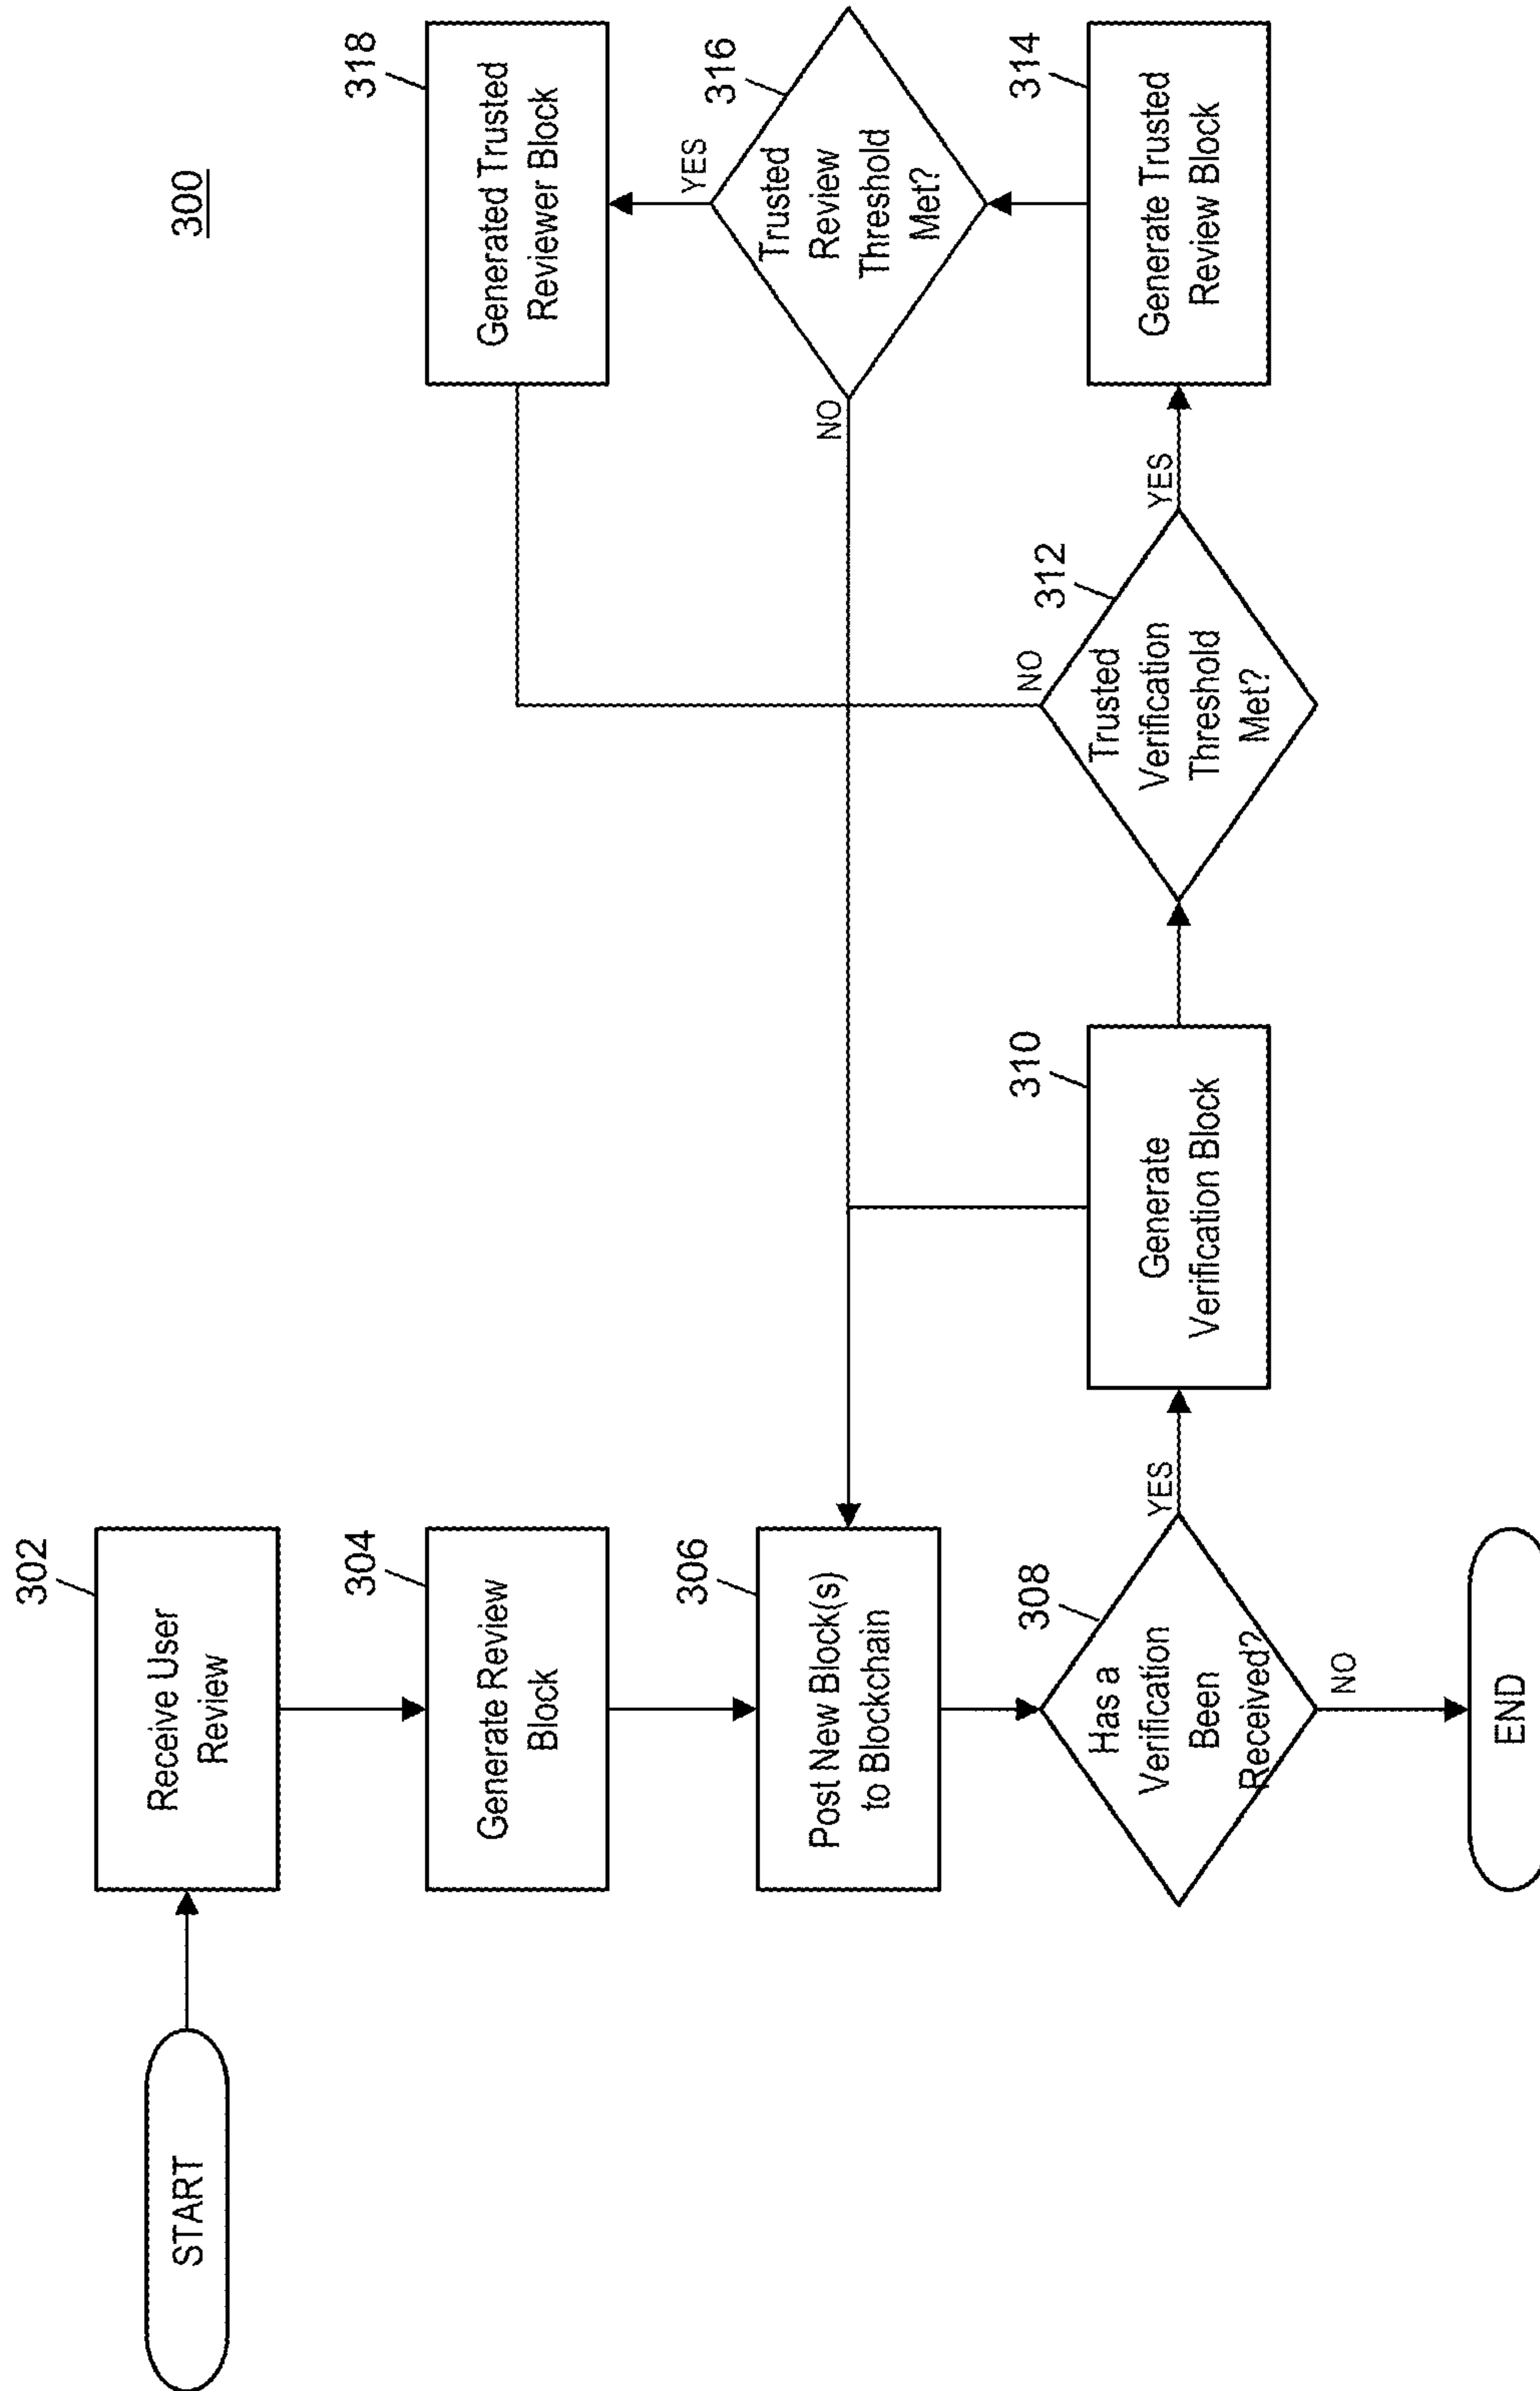 300
START
302
Receive User
Review
304
Generate Review
Block
306
Post New Block(s)
to Blockchain
308
Has a
Verification
Been
Received?
YES
NO
END
310
Generate
Verification Block
312
Trusted
Verification
Threshold
Met?
NO
YES
314
Generate Trusted
Review Block
316
Trusted
Review
Threshold
Met?
NO
YES
318
Generated Trusted
Reviewer Block